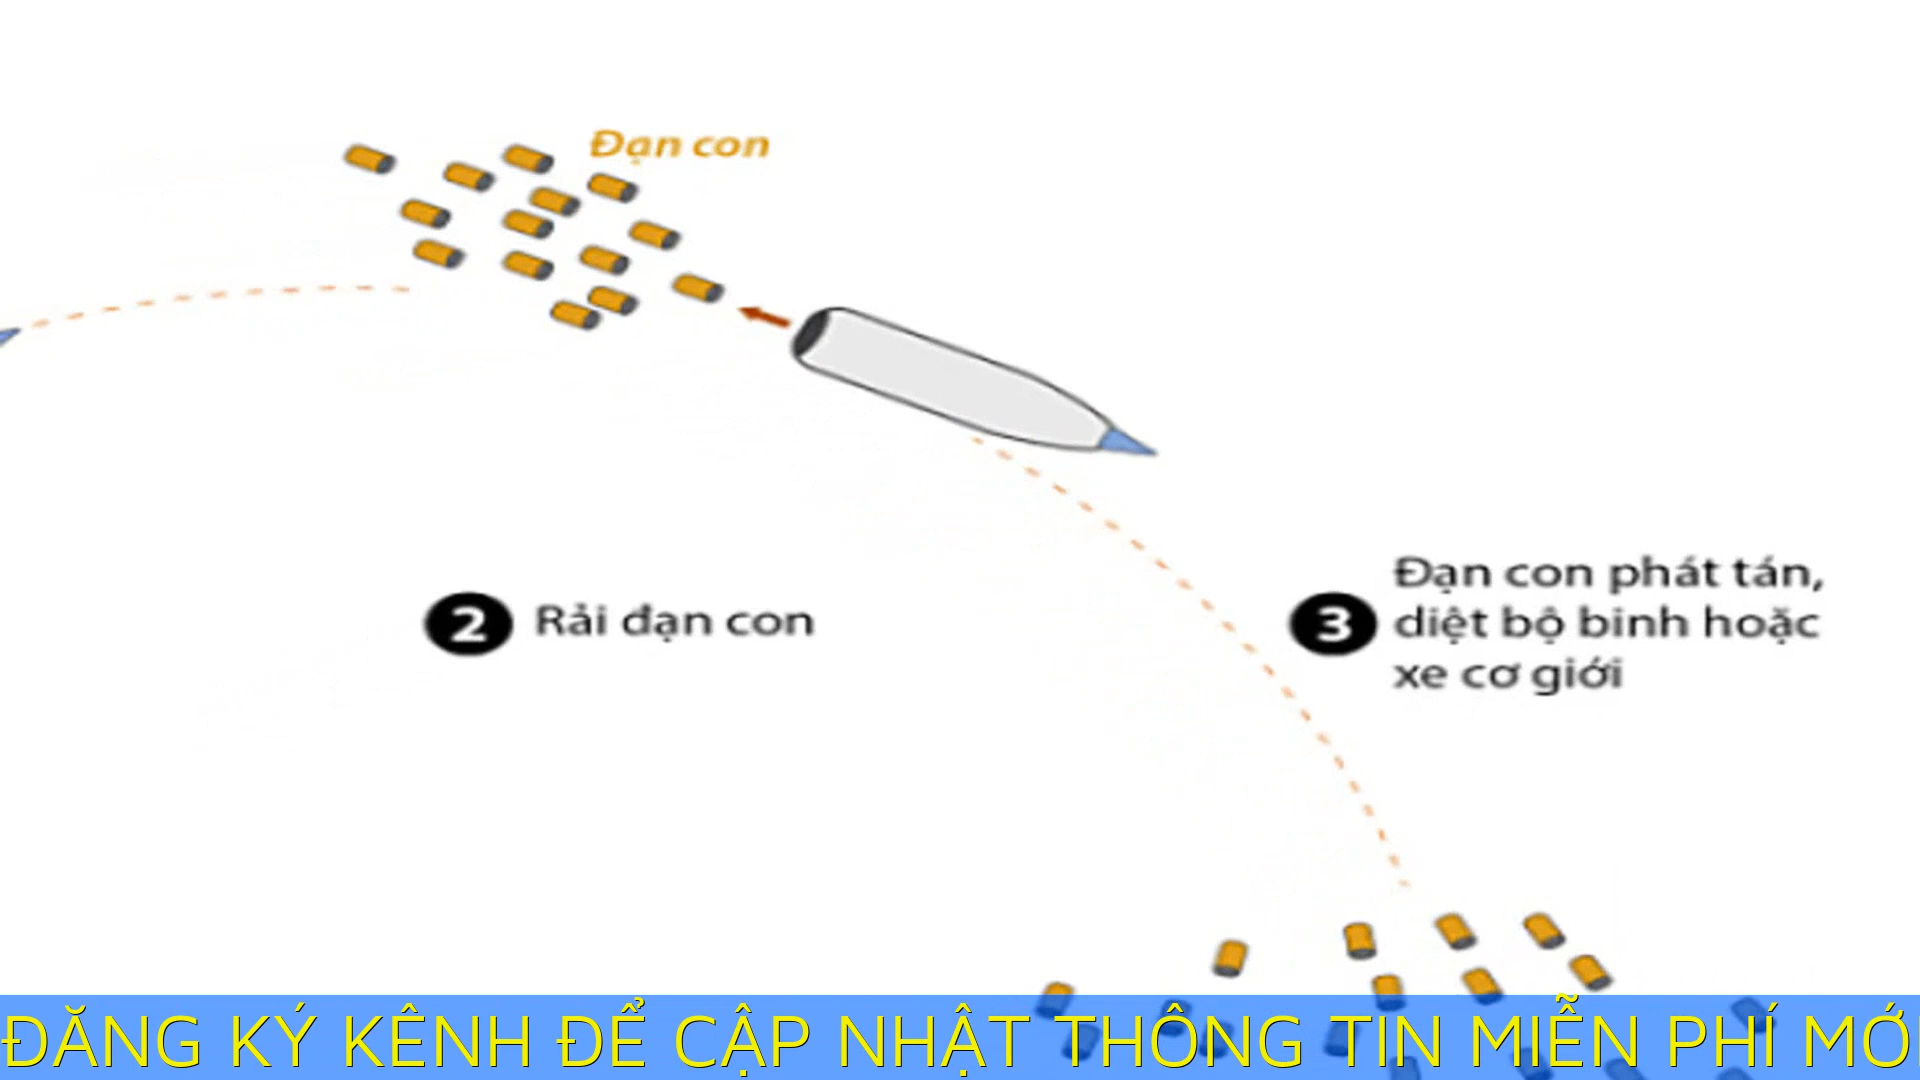 Đạn con
2 Rải đạn con
3 Đạn con phát tán,
diệt bộ binh hoặc
xe cơ giới
ĐĂNG KÝ KÊNH ĐỂ CẬP NHẬT THÔNG TIN MIỄN PHÍ MỚ